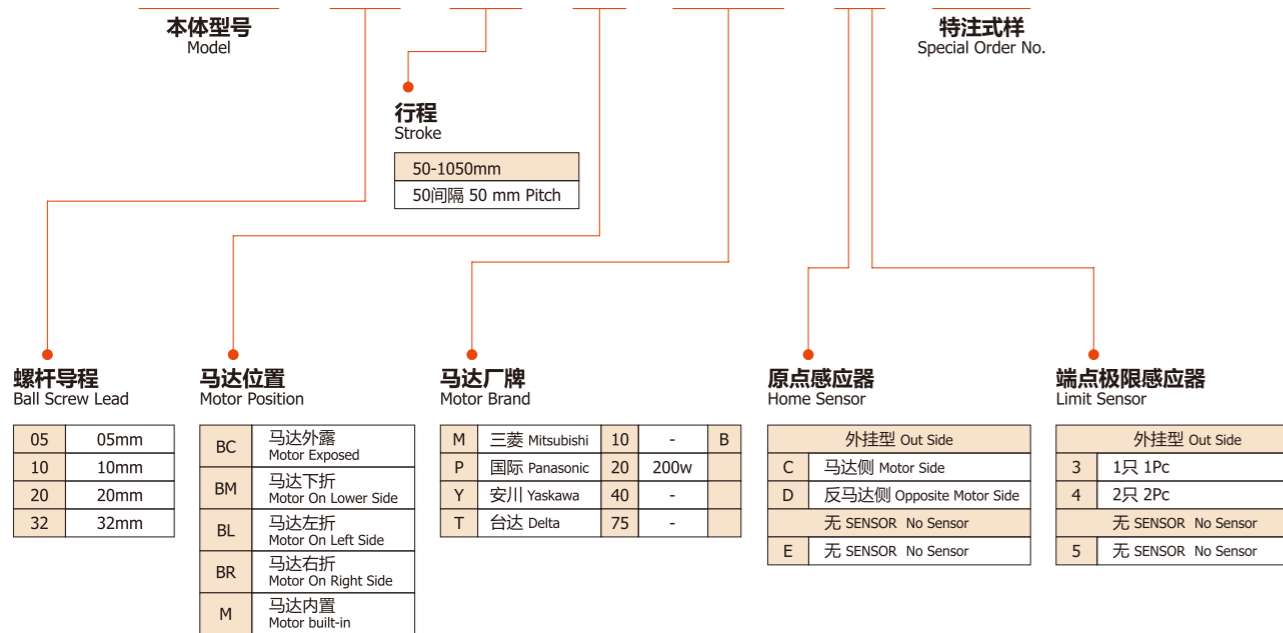 本体型号
Model
特注式样
Special Order No.
行程
Stroke
50-1050mm
50间隔 50 mm Pitch
螺杆导程
Ball Screw Lead
05 05mm
10 10mm
20 20mm
32 32mm
马达位置
Motor Position
BC 马达外露
Motor Exposed
BM 马达下折
Motor On Lower Side
BL 马达左折
Motor On Left Side
BR 马达右折
Motor On Right Side
M 马达内置
Motor built-in
马达厂牌
Motor Brand
M 三菱 Mitsubishi 10 - B
P 国际 Panasonic 20 200w
Y 安川 Yaskawa 40 -
T 台达 Delta 75 -
原点感应器
Home Sensor
外挂型 Out Side
C 马达侧 Motor Side
D 反马达侧 Opposite Motor Side
无 SENSOR No Sensor
E 无 SENSOR No Sensor
端点极限感应器
Limit Sensor
外挂型 Out Side
3 1只 1Pc
4 2只 2Pc
无 SENSOR No Sensor
5 无 SENSOR No Sensor